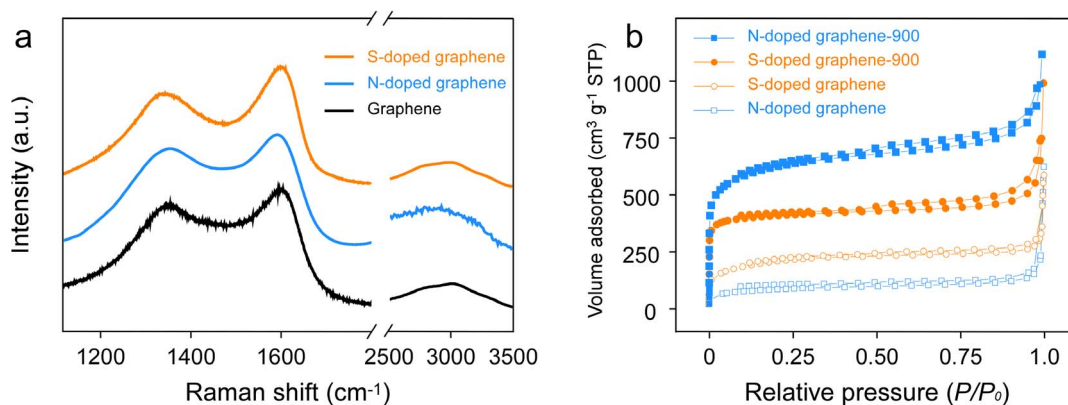 a
S-doped graphene
N-doped graphene
Graphene
Intensity (a.u.)
1200 1400 1600 2500 3000 3500
Raman shift (cm⁻¹)
b
N-doped graphene-900
S-doped graphene-900
S-doped graphene
N-doped graphene
Volume adsorbed (cm³ g⁻¹ STP)
1000
750
500
250
0
0 0.25 0.50 0.75 1.0
Relative pressure (P/P₀)